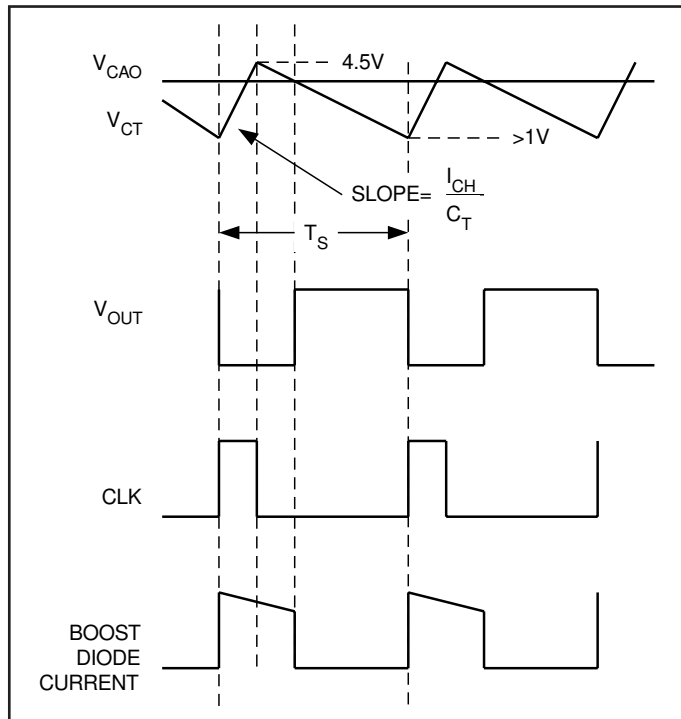 V_CAO
4.5V
V_CT
>1V
SLOPE= I_CH
C_T
T_S
V_OUT
CLK
BOOST
DIODE
CURRENT